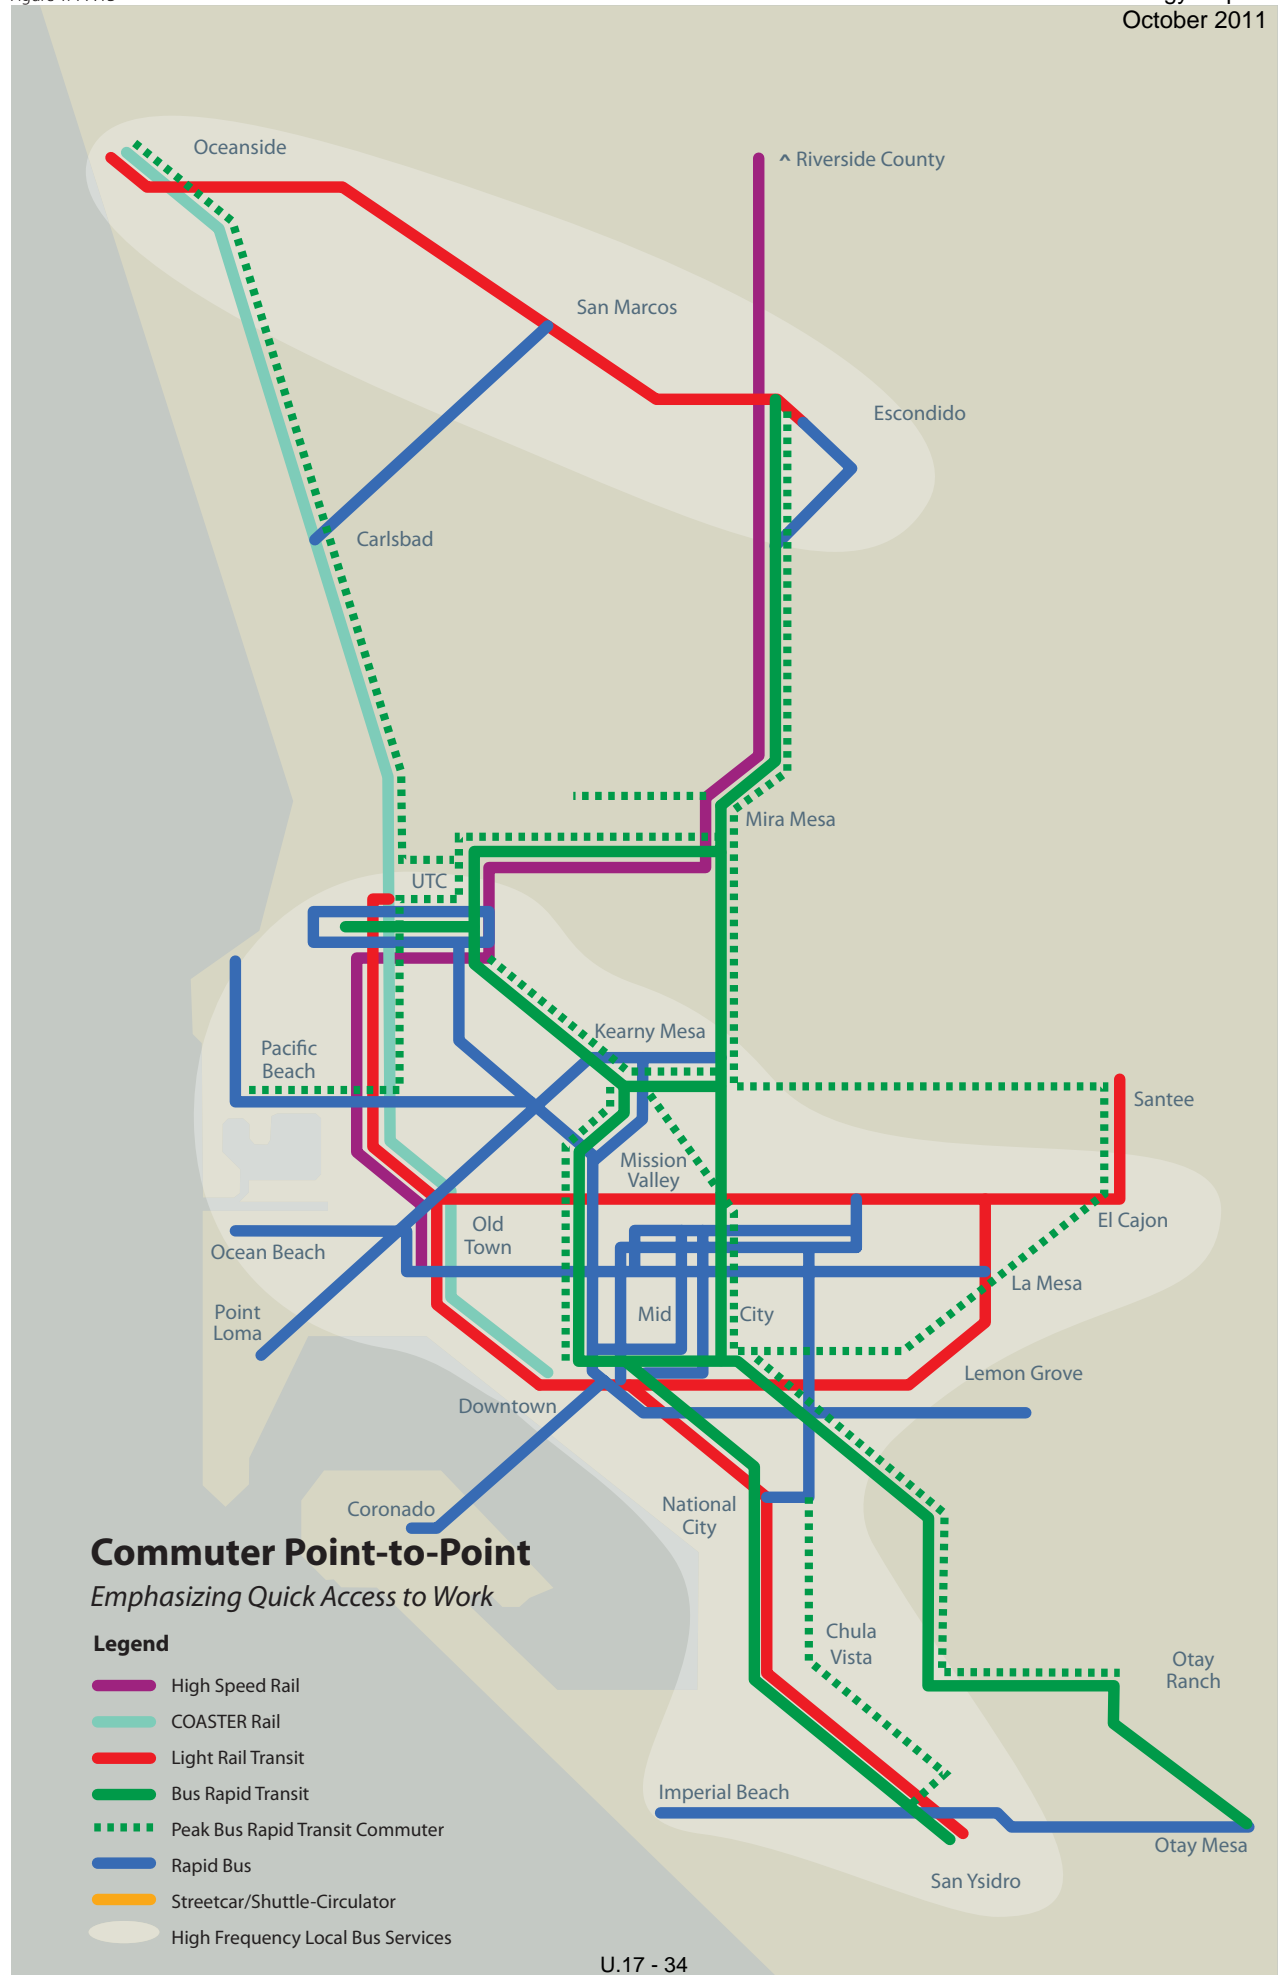 October 2011
Oceanside
^ Riverside County
San Marcos
Escondido
Carlsbad
Mira Mesa
UTC
Kearny Mesa
Pacific
Beach
Santee
Mission
Valley
El Cajon
Old
Town
Ocean Beach
La Mesa
Point
Loma
Mid City
Lemon Grove
Downtown
National
City
Coronado
Commuter Point-to-Point
Emphasizing Quick Access to Work
Legend
High Speed Rail
COASTER Rail
Light Rail Transit
Bus Rapid Transit
Peak Bus Rapid Transit Commuter
Rapid Bus
Streetcar/Shuttle-Circulator
High Frequency Local Bus Services
Chula
Vista
Otay
Ranch
Imperial Beach
Otay Mesa
San Ysidro
U.17 - 34